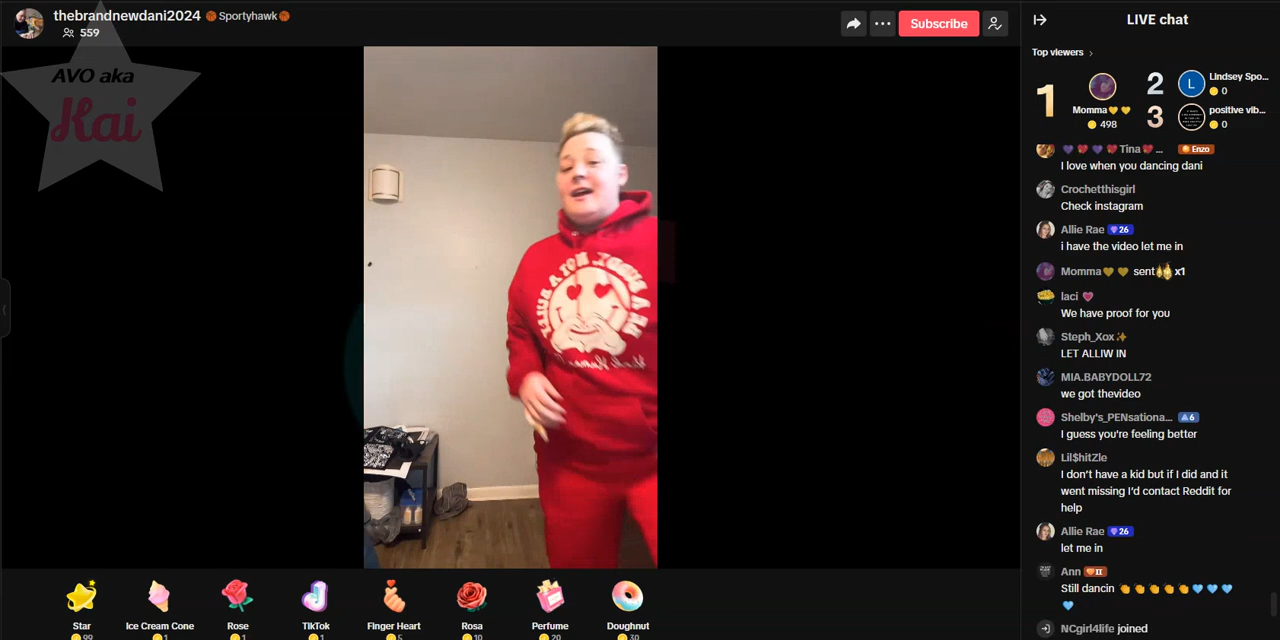 thebrandnewdani2024 🏀 Sportyhawk🏀
559
Subscribe
AVO aka
Kai
LIVE chat
Top viewers ›
1
Momma💛 💛
498
2
L
Lindsey Spo...
0
3
positive vib...
0
💜 💖 💜 💖 Tina 💖 ... Enzo
I love when you dancing dani
Crochetthisgirl
Check instagram
Allie Rae 26
i have the video let me in
Momma💛 💛 sent x1
laci 💗
We have proof for you
Steph_Xox✨
LET ALLIW IN
MIA.BABYDOLL72
we got thevideo
Shelby's_PENsationa... 6
I guess you're feeling better
Lil$hitZle
I don't have a kid but if I did and it
went missing I'd contact Reddit for
help
Allie Rae 26
let me in
Ann II
Still dancin 👏 👏 👏 👏 👏 💙 💙 💙
💙
NCgirl4life joined
Star
99
Ice Cream Cone
1
Rose
1
TikTok
1
Finger Heart
5
Rosa
10
Perfume
20
Doughnut
30